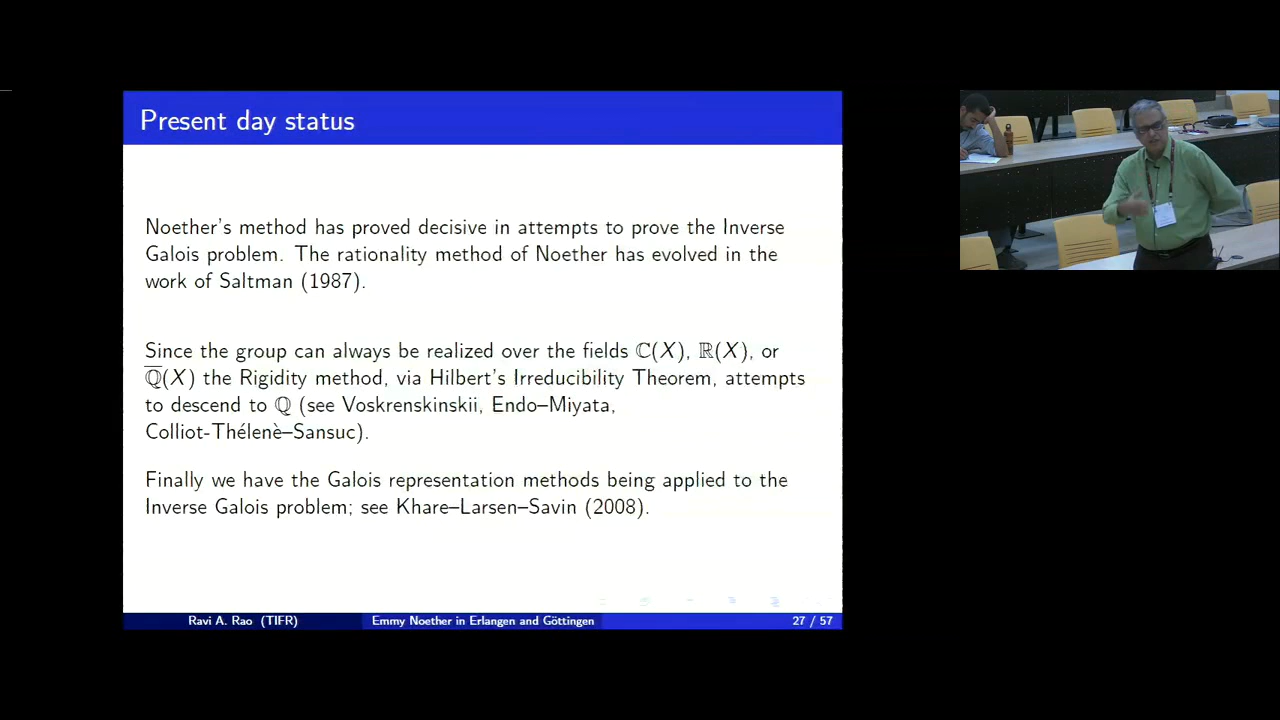 Present day status
Noether's method has proved decisive in attempts to prove the Inverse
Galois problem. The rationality method of Noether has evolved in the
work of Saltman (1987).
Since the group can always be realized over the fields ℂ(X), ℝ(X), or
ℚ̅(X) the Rigidity method, via Hilbert's Irreducibility Theorem, attempts
to descend to ℚ (see Voskrenskinskii, Endo–Miyata,
Colliot-Théleǹe–Sansuc).
Finally we have the Galois representation methods being applied to the
Inverse Galois problem; see Khare–Larsen–Savin (2008).
Ravi A. Rao (TIFR) Emmy Noether in Erlangen and Göttingen 27 / 57